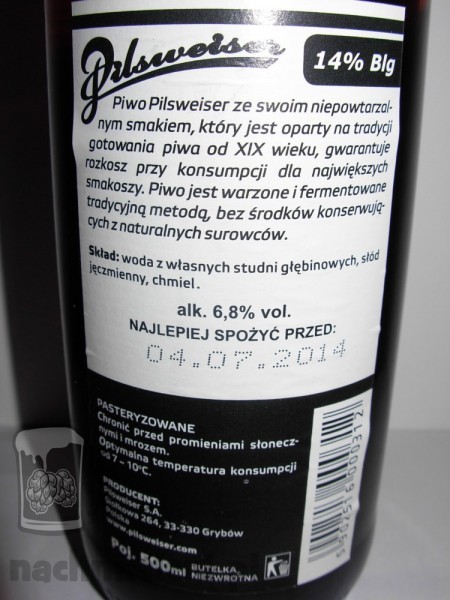 Pilsweiser
14% Blg
Piwo Pilsweiser ze swoim niepowtarzal-
nym smakiem, który jest oparty na tradycji
gotowania piwa od XIX wieku, gwarantuje
rozkosz przy konsumpcji dla największych
smakoszy. Piwo jest warzone i fermentowane
tradycyjną metodą, bez środków konserwują-
cych z naturalnych surowców.
Skład: woda z własnych studni głębinowych, słód
jęczmienny, chmiel.
alk. 6,8% vol.
NAJLEPIEJ SPOŻYĆ PRZED:
04.07.2014
PASTERYZOWANE
Chronić przed promieniami słonecz-
nymi i mrozem.
Optymalna temperatura konsumpcji
od 7 – 10°C.
PRODUCENT:
Pilsweiser S.A.
Siołkowa 264, 33-330 Grybów
Polska
www.pilsweiser.com
Poj. 500ml
BUTELKA
NIEZWROTNA